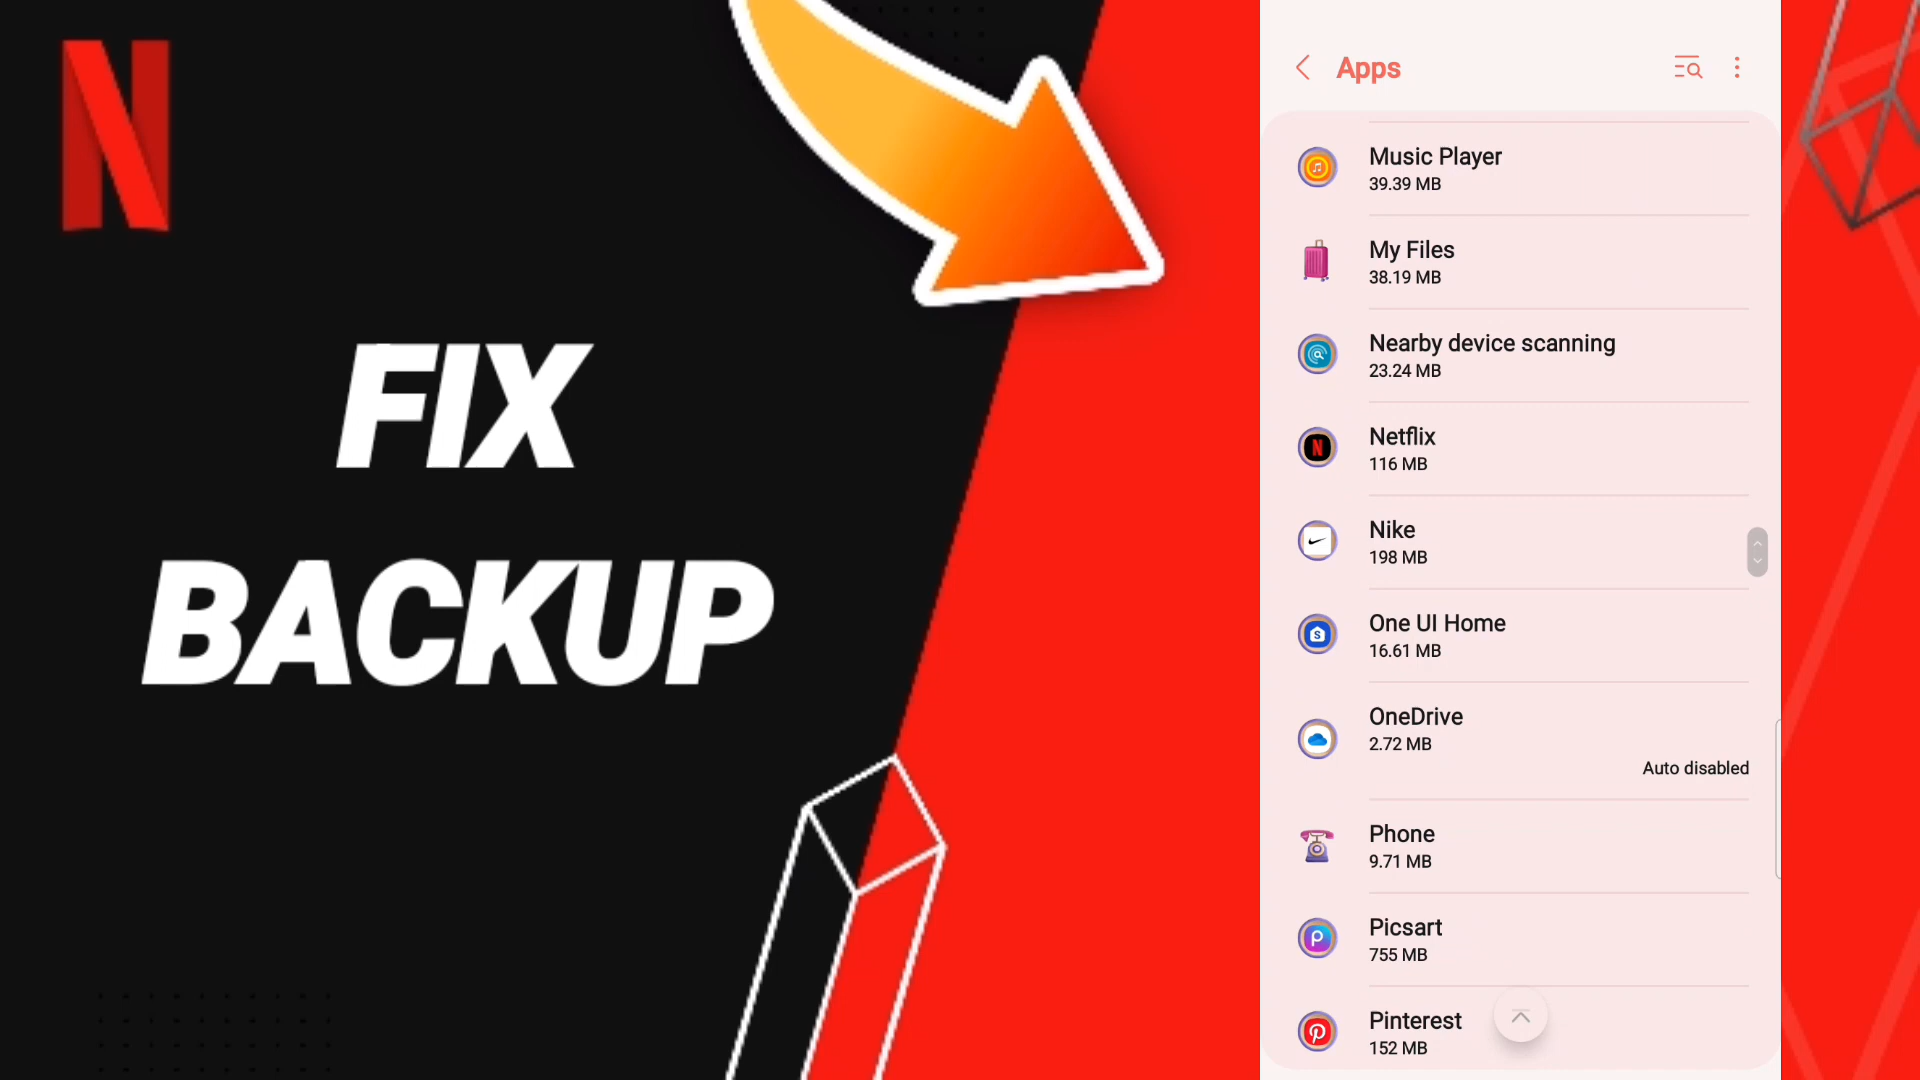 N
FIX
BACKUP
Apps
Music Player
39.39 MB
My Files
38.19 MB
Nearby device scanning
23.24 MB
Netflix
116 MB
Nike
198 MB
One UI Home
16.61 MB
OneDrive
2.72 MB
Auto disabled
Phone
9.71 MB
Picsart
755 MB
Pinterest
152 MB